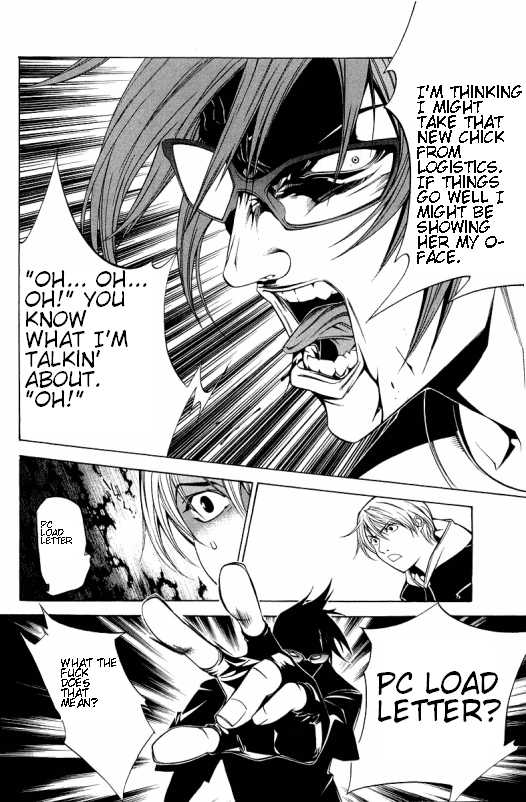 I'M THINKING
I MIGHT
TAKE THAT
NEW CHICK
FROM
LOGISTICS.
IF THINGS
GO WELL I
MIGHT BE
SHOWING
HER MY O-
FACE.
"OH... OH...
OH!" YOU
KNOW
WHAT I'M
TALKIN'
ABOUT.
"OH!"
PC
LOAD
LETTER
PC LOAD
LETTER?
WHAT THE
FUCK
DOES
THAT
MEAN?